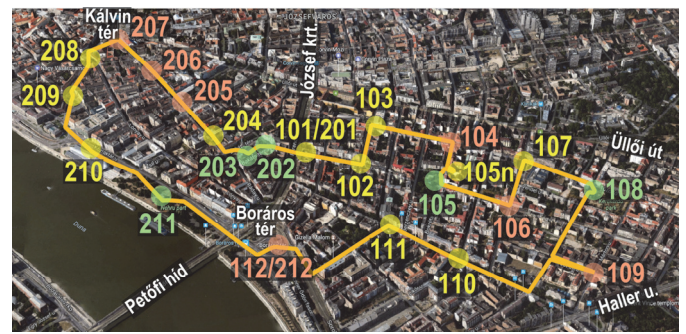 JÓZSEFVÁROS
Kálvin
tér
207
208
206
209
205
József krt.
103
204
101/201
104
107
Üllői út
210
203
202
102
105n
105
108
211
106
Boráros
tér
111
112/212
110
109
Petőfi híd
Haller u.
Duna